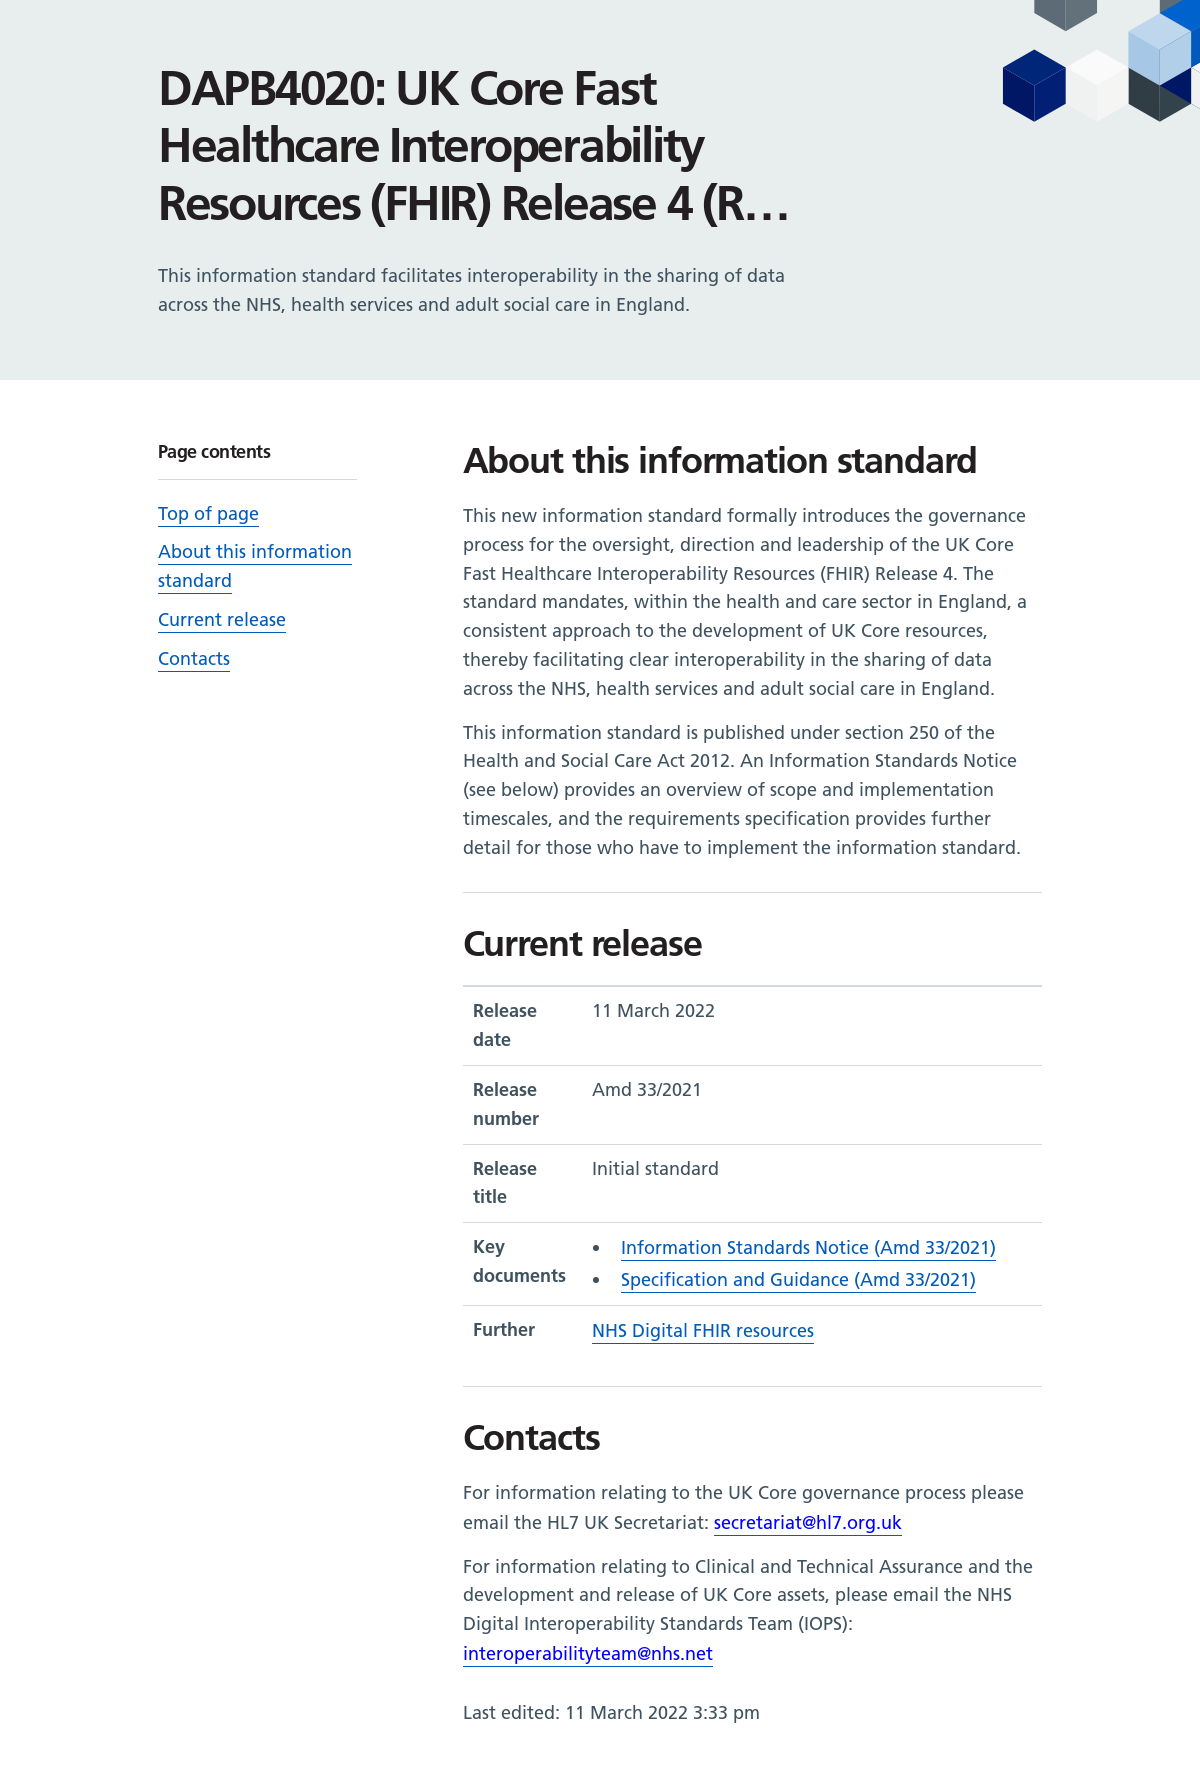 DAPB4020: UK Core Fast
Healthcare Interoperability
Resources (FHIR) Release 4 (R…
This information standard facilitates interoperability in the sharing of data
across the NHS, health services and adult social care in England.
Page contents
Top of page
About this information
standard
Current release
Contacts
About this information standard
This new information standard formally introduces the governance
process for the oversight, direction and leadership of the UK Core
Fast Healthcare Interoperability Resources (FHIR) Release 4. The
standard mandates, within the health and care sector in England, a
consistent approach to the development of UK Core resources,
thereby facilitating clear interoperability in the sharing of data
across the NHS, health services and adult social care in England.
This information standard is published under section 250 of the
Health and Social Care Act 2012. An Information Standards Notice
(see below) provides an overview of scope and implementation
timescales, and the requirements specification provides further
detail for those who have to implement the information standard.
Current release
Release 11 March 2022
date
Release Amd 33/2021
number
Release Initial standard
title
Key • Information Standards Notice (Amd 33/2021)
documents • Specification and Guidance (Amd 33/2021)
Further NHS Digital FHIR resources
Contacts
For information relating to the UK Core governance process please
email the HL7 UK Secretariat: secretariat@hl7.org.uk
For information relating to Clinical and Technical Assurance and the
development and release of UK Core assets, please email the NHS
Digital Interoperability Standards Team (IOPS):
interoperabilityteam@nhs.net
Last edited: 11 March 2022 3:33 pm